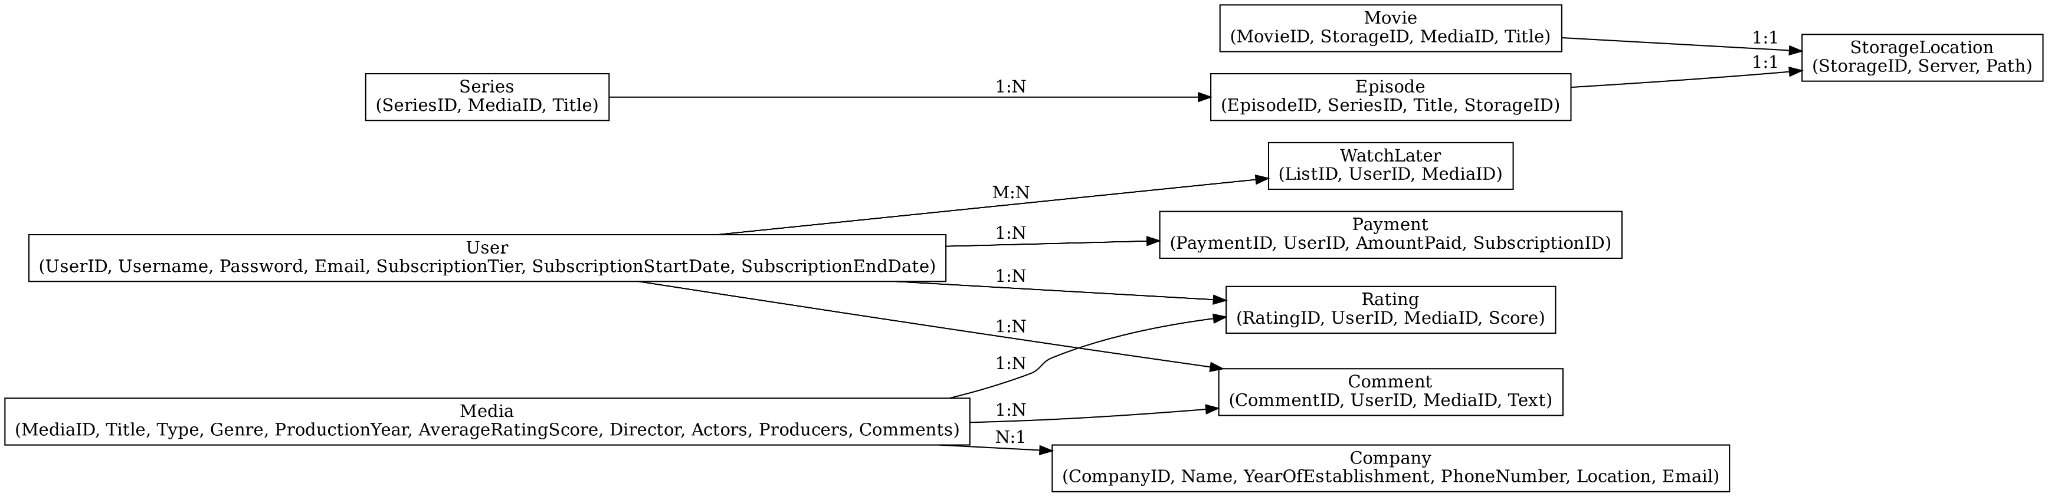 Movie
(MovieID, StorageID, MediaID, Title)
1:1
StorageLocation
(StorageID, Server, Path)
Series
(SeriesID, MediaID, Title)
1:N
Episode
(EpisodeID, SeriesID, Title, StorageID)
1:1
WatchLater
(ListID, UserID, MediaID)
M:N
User
(UserID, Username, Password, Email, SubscriptionTier, SubscriptionStartDate, SubscriptionEndDate)
1:N
Payment
(PaymentID, UserID, AmountPaid, SubscriptionID)
1:N
Rating
(RatingID, UserID, MediaID, Score)
1:N
1:N
Comment
(CommentID, UserID, MediaID, Text)
Media
(MediaID, Title, Type, Genre, ProductionYear, AverageRatingScore, Director, Actors, Producers, Comments)
1:N
N:1
Company
(CompanyID, Name, YearOfEstablishment, PhoneNumber, Location, Email)